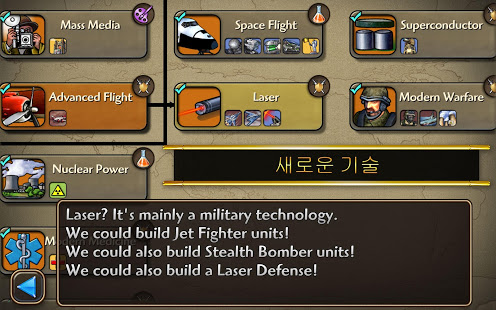 Mass Media
Space Flight
Superconductor
Advanced Flight
Laser
Modern Warfare
Nuclear Power
새로운 기술
Modern Medicine
Laser? It's mainly a military technology.
We could build Jet Fighter units!
We could also build Stealth Bomber units!
We could also build a Laser Defense!